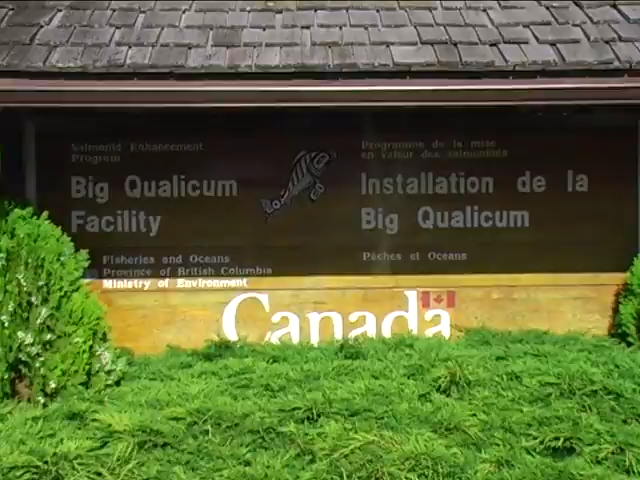 Salmonid Enhancement
Program
Big Qualicum
Facility
Fisheries and Oceans
Province of British Columbia
Ministry of Environment
Programme de la mise
en valeur des salmonidés
Installation de la
Big Qualicum
Pêches et Oceans
Canada